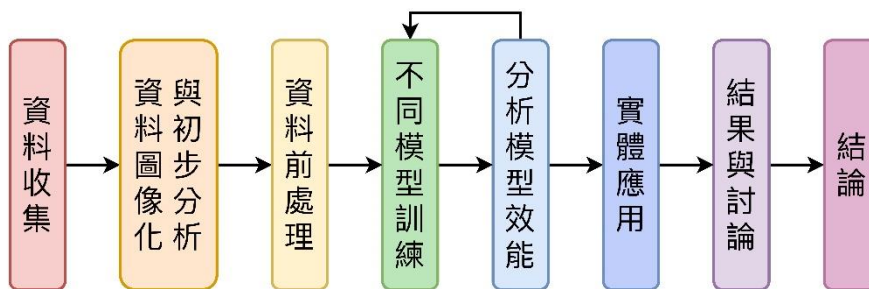 資料收集
資料圖像化
與初步分析
資料前處理
不同模型訓練
分析模型效能
實體應用
結果與討論
結論